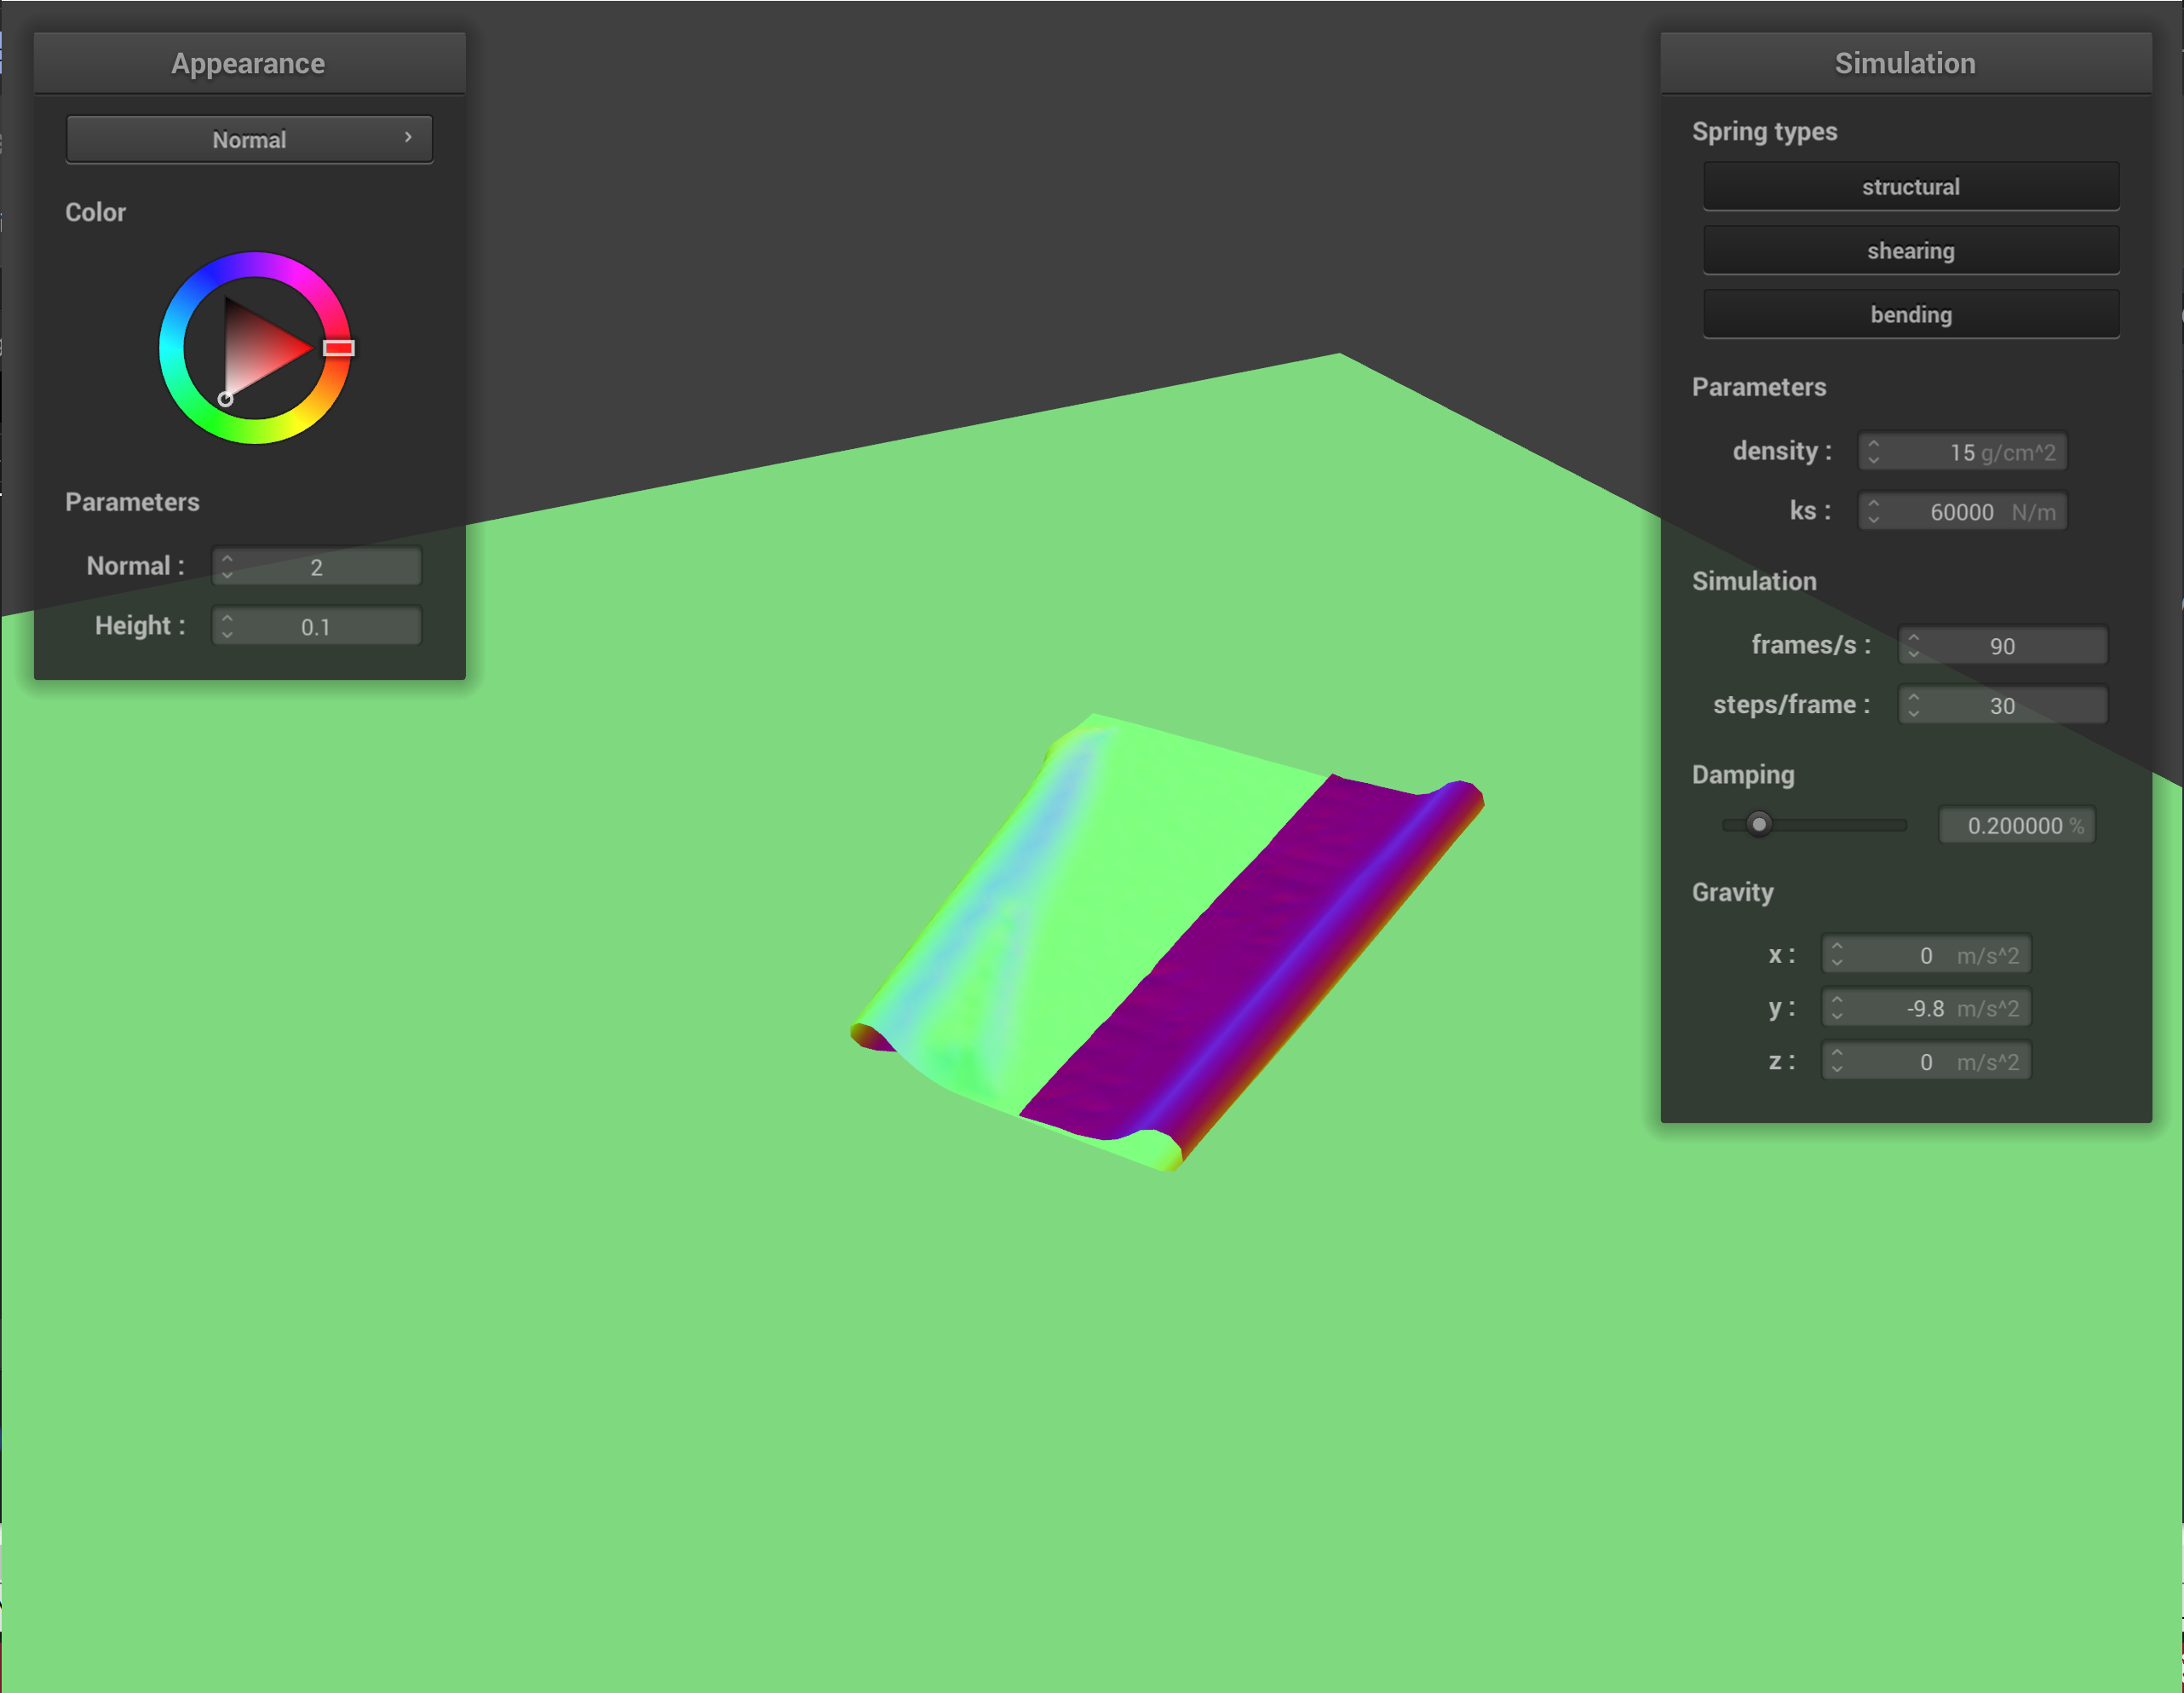 Appearance
Normal
Color
Parameters
Normal : 2
Height : 0.1
Simulation
Spring types
structural
shearing
bending
Parameters
density : 15 g/cm^2
ks : 60000 N/m
Simulation
frames/s : 90
steps/frame : 30
Damping
0.200000 %
Gravity
x : 0 m/s^2
y : -9.8 m/s^2
z : 0 m/s^2